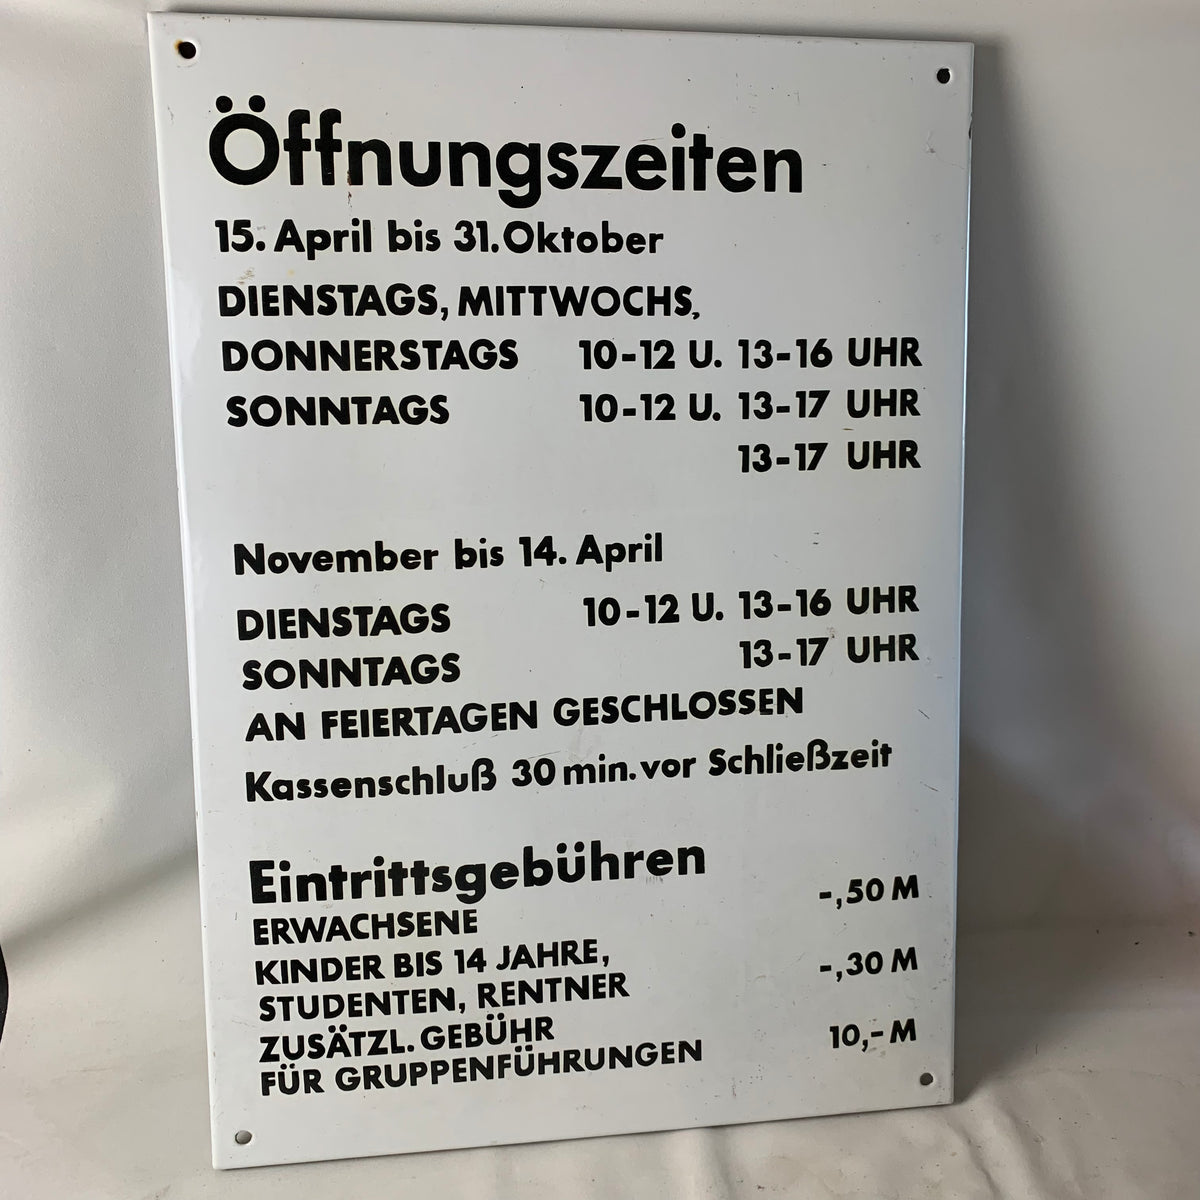 Öffnungszeiten
15. April bis 31. Oktober
DIENSTAGS, MITTWOCHS,
DONNERSTAGS 10-12 U. 13-16 UHR
SONNTAGS 10-12 U. 13-17 UHR
13-17 UHR
November bis 14. April
DIENSTAGS 10-12 U. 13-16 UHR
SONNTAGS 13-17 UHR
AN FEIERTAGEN GESCHLOSSEN
Kassenschluß 30 min. vor Schließzeit
Eintrittsgebühren
ERWACHSENE -,50 M
KINDER BIS 14 JAHRE,
STUDENTEN, RENTNER -,30 M
ZUSÄTZL. GEBÜHR
FÜR GRUPPENFÜHRUNGEN 10,- M